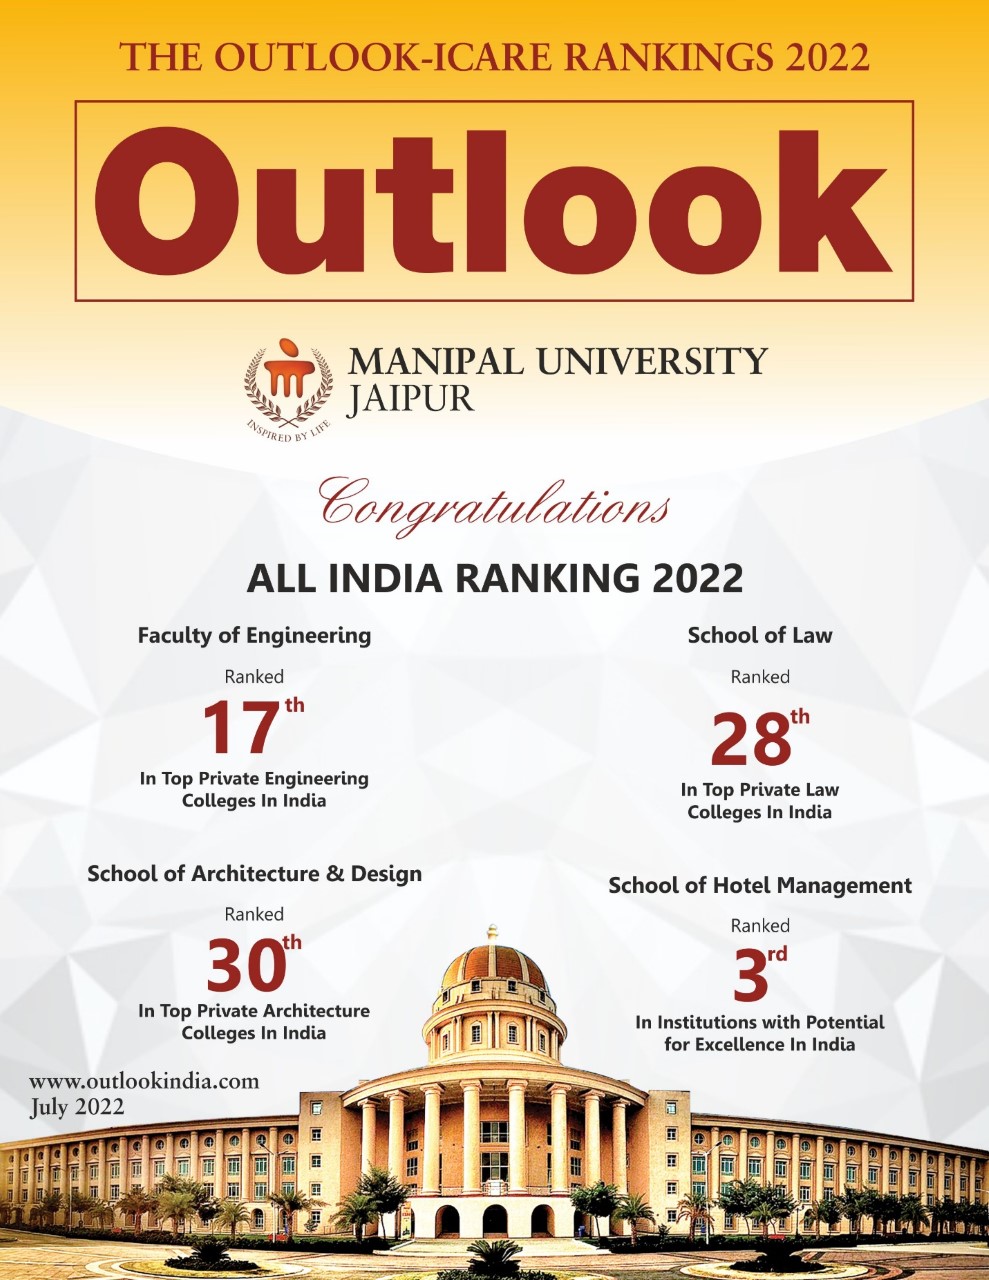 THE OUTLOOK-ICARE RANKINGS 2022
Outlook
MANIPAL UNIVERSITY
JAIPUR
INSPIRED BY LIFE
Congratulations
ALL INDIA RANKING 2022
Faculty of Engineering
Ranked
17th
In Top Private Engineering
Colleges In India
School of Law
Ranked
28th
In Top Private Law
Colleges In India
School of Architecture & Design
Ranked
30th
In Top Private Architecture
Colleges In India
School of Hotel Management
Ranked
3rd
In Institutions with Potential
for Excellence In India
www.outlookindia.com
July 2022